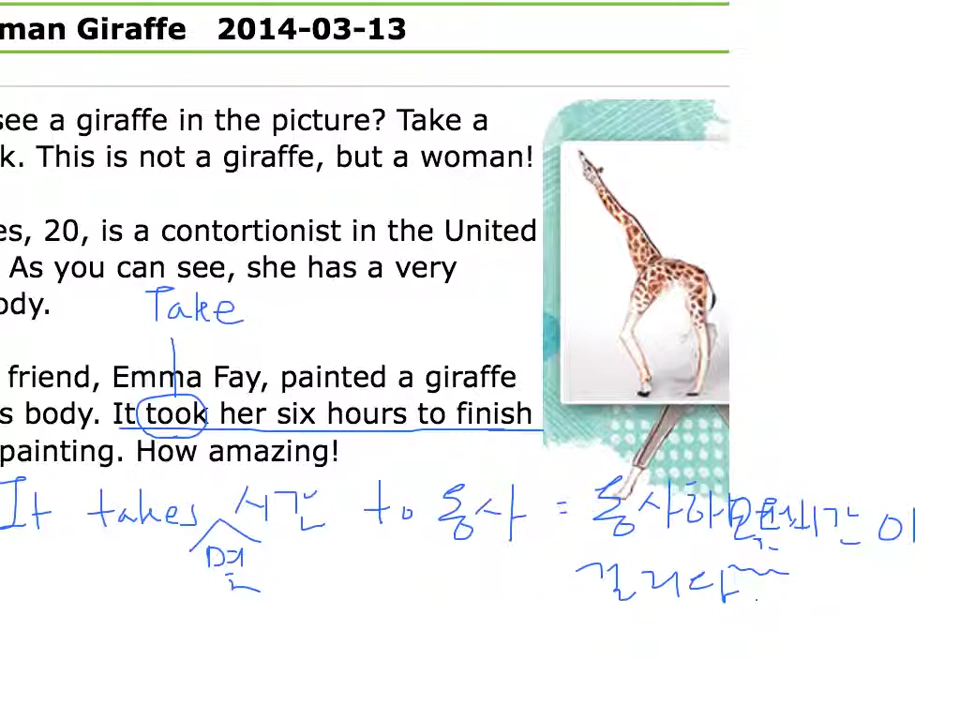 man Giraffe 2014-03-13
see a giraffe in the picture? Take a
k. This is not a giraffe, but a woman!
es, 20, is a contortionist in the United
As you can see, she has a very
ody.
Take
friend, Emma Fay, painted a giraffe
s body. It took her six hours to finish
painting. How amazing!
It takes 시간 to 동사 = 동사하 시간이
걸리다